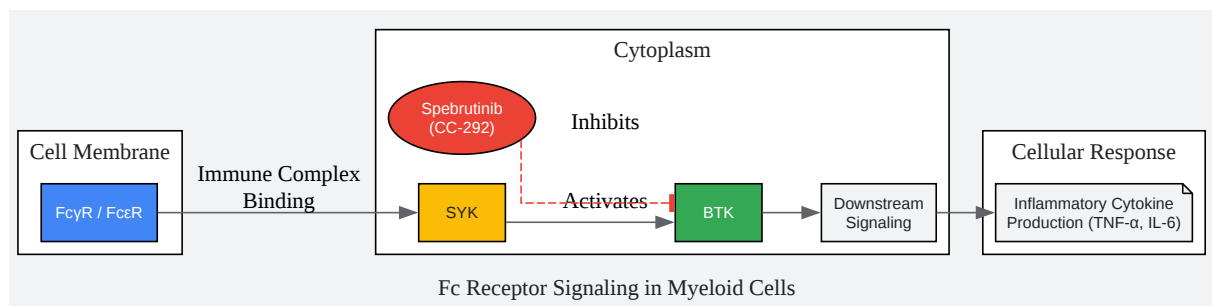 Cytoplasm
Spebrutinib
(CC-292)
Inhibits
Cell Membrane
Cellular Response
Immune Complex
Binding
FcγR / FcεR
SYK
Activates
BTK
Downstream
Signaling
Inflammatory Cytokine
Production (TNF-α, IL-6)
Fc Receptor Signaling in Myeloid Cells